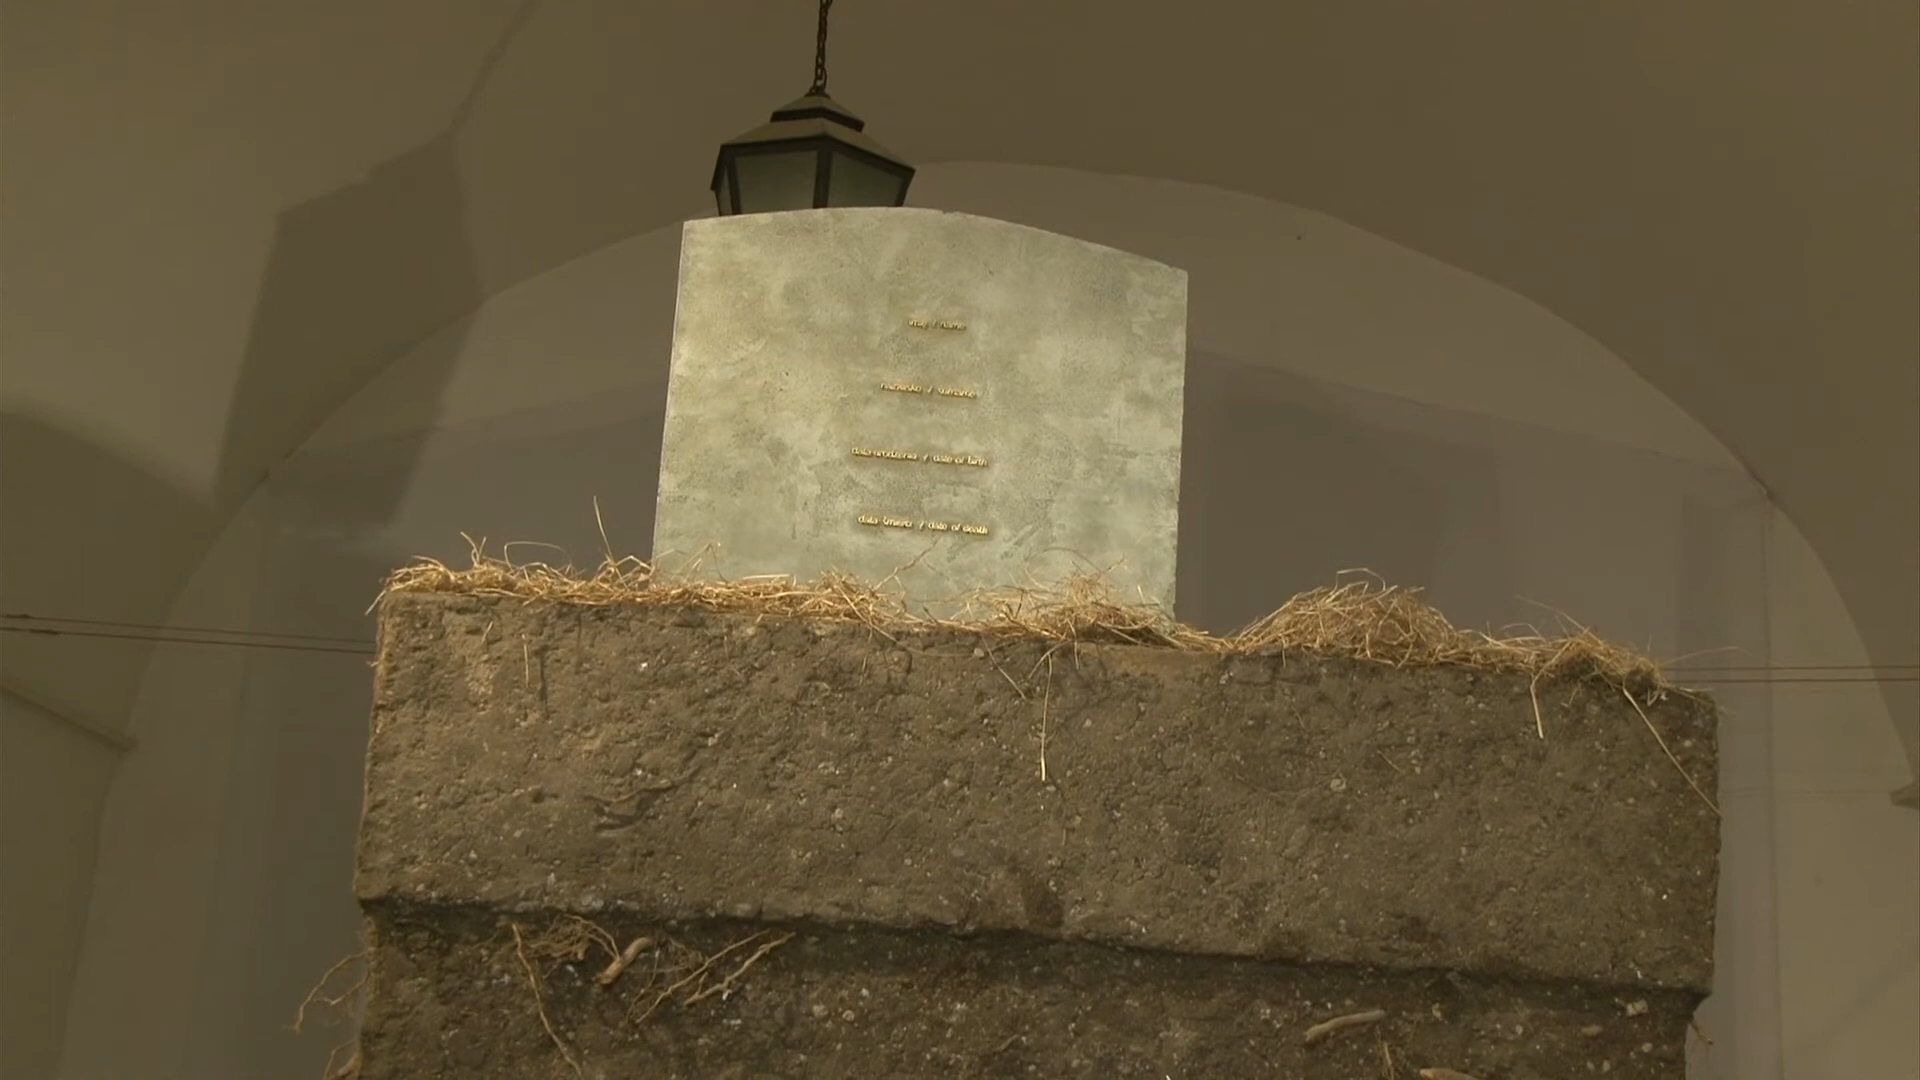 imię / name
nazwisko / surname
data urodzenia / date of birth
data śmierci / date of death